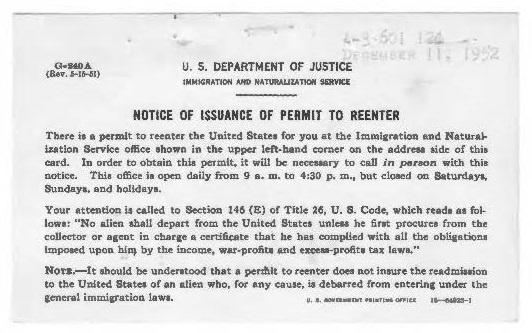 A-3-601 124
DECEMBER 11, 1952
G-240A
(Rev. 5-15-51)
U. S. DEPARTMENT OF JUSTICE
IMMIGRATION AND NATURALIZATION SERVICE
NOTICE OF ISSUANCE OF PERMIT TO REENTER
There is a permit to reenter the United States for you at the Immigration and Natural-
ization Service office shown in the upper left-hand corner on the address side of this
card. In order to obtain this permit, it will be necessary to call in person with this
notice. This office is open daily from 9 a. m. to 4:30 p. m., but closed on Saturdays,
Sundays, and holidays.
Your attention is called to Section 146 (E) of Title 26, U. S. Code, which reads as fol-
lows: "No alien shall depart from the United States unless he first procures from the
collector or agent in charge a certificate that he has complied with all the obligations
imposed upon him by the income, war-profits and excess-profits tax laws."
NOTE.—It should be understood that a permit to reenter does not insure the readmission
to the United States of an alien who, for any cause, is debarred from entering under the
general immigration laws.
U. S. GOVERNMENT PRINTING OFFICE 16—64925-1